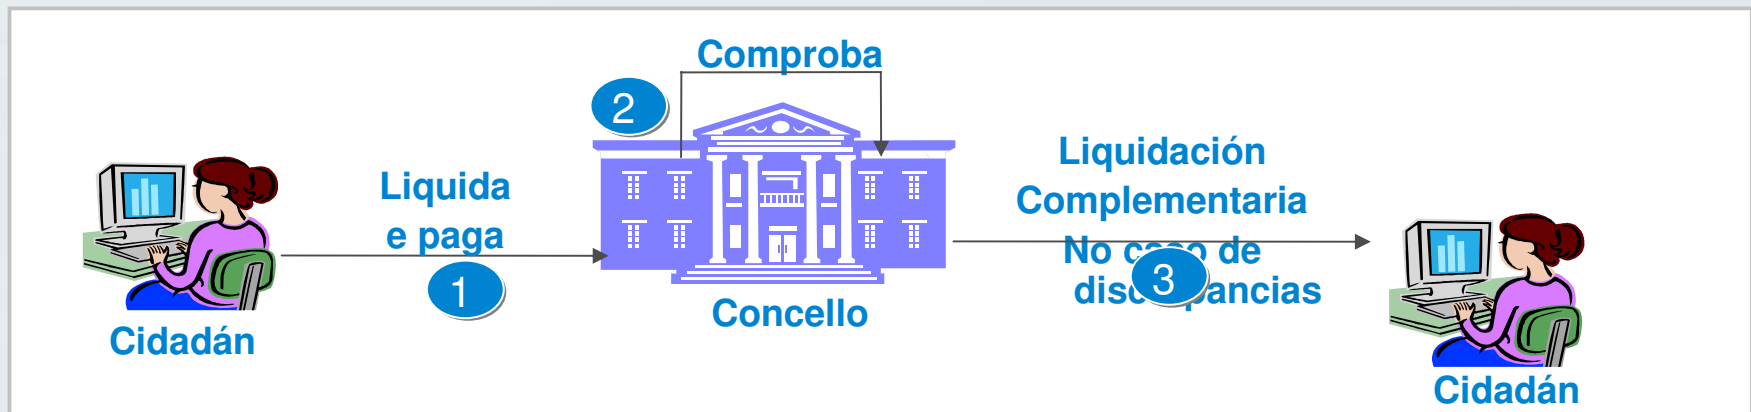 Comproba
2
Liquida
e paga
1
Cidadán
Concello
Liquidación
Complementaria
No de
3
Cidadán